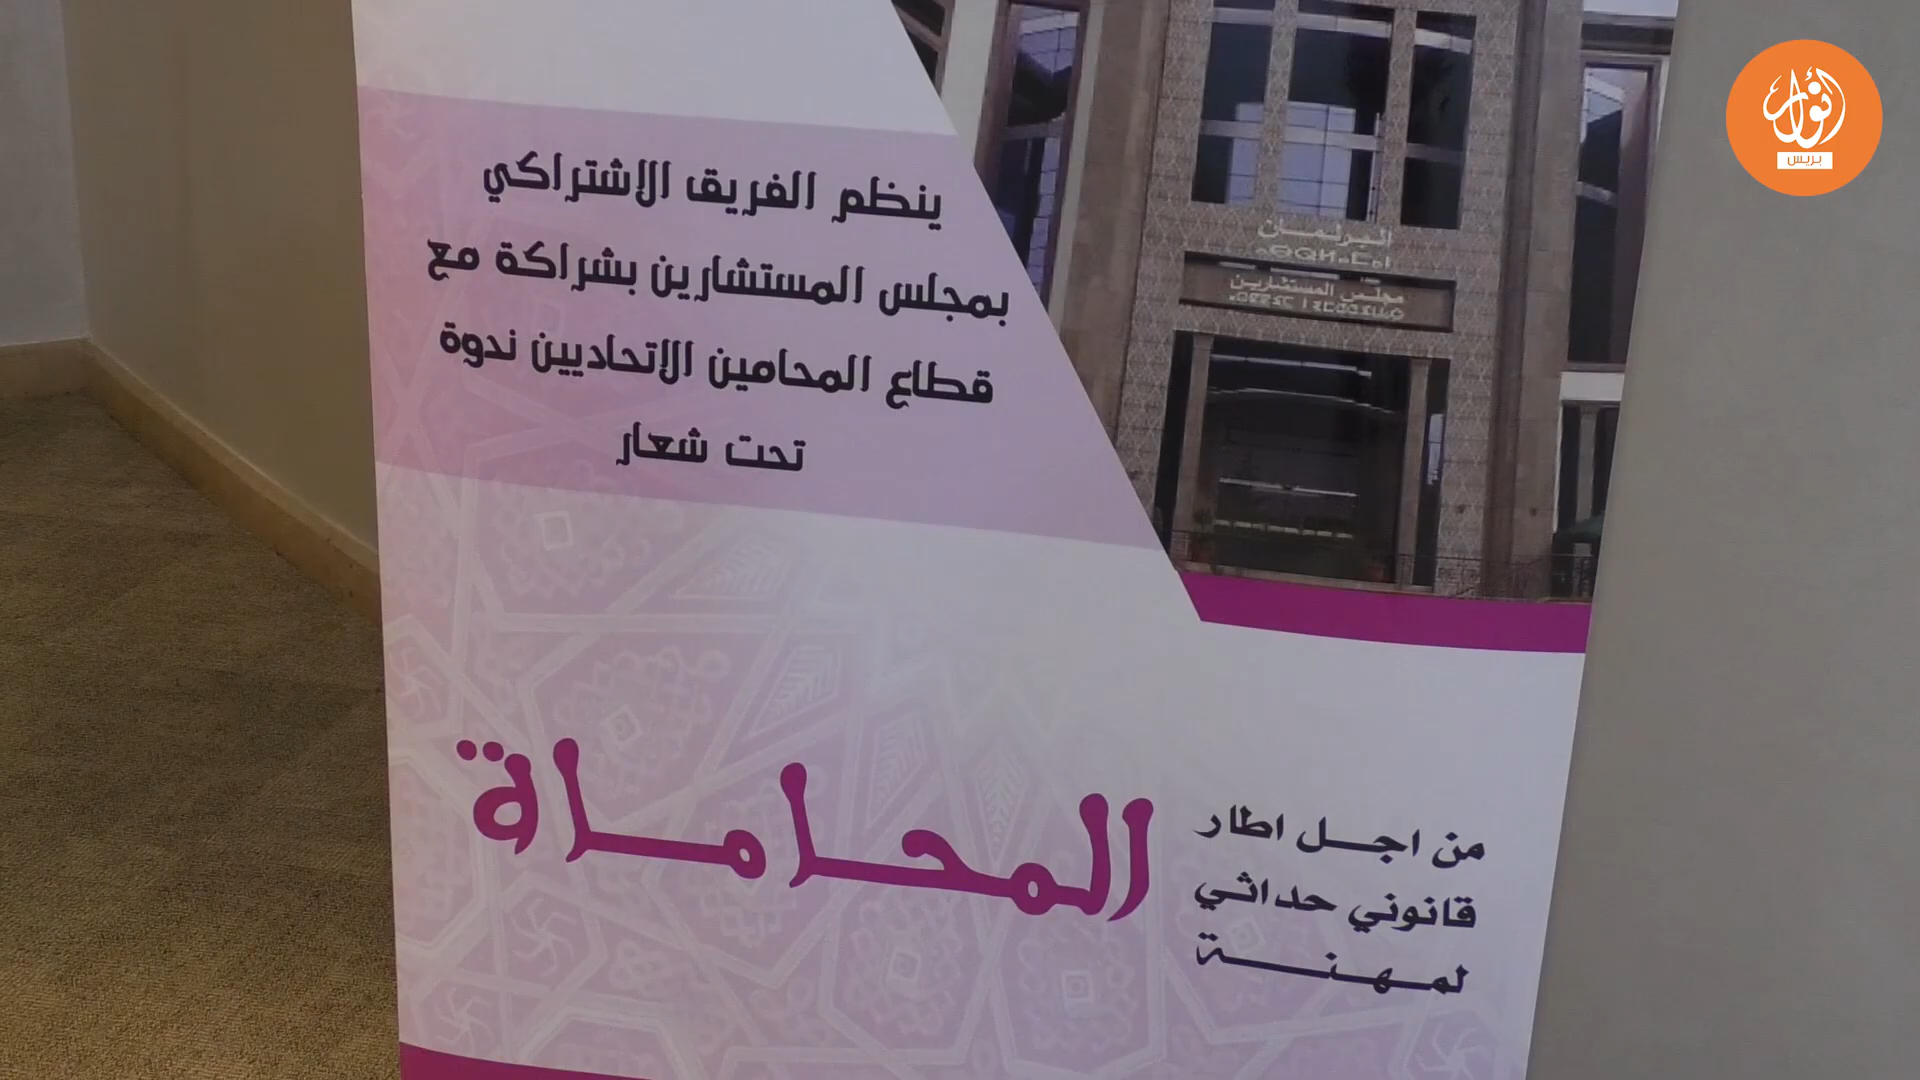 ينظم الفريق الاشتراكي
بمجلس المستشارين بشراكة مع
قطاع المحامين الاتحاديين ندوة
تحت شعار
من اجل اطار
قانوني حداثي
لمهنة
المحاماة
البرلمان
مجلس المستشارين
أنوار
بريس